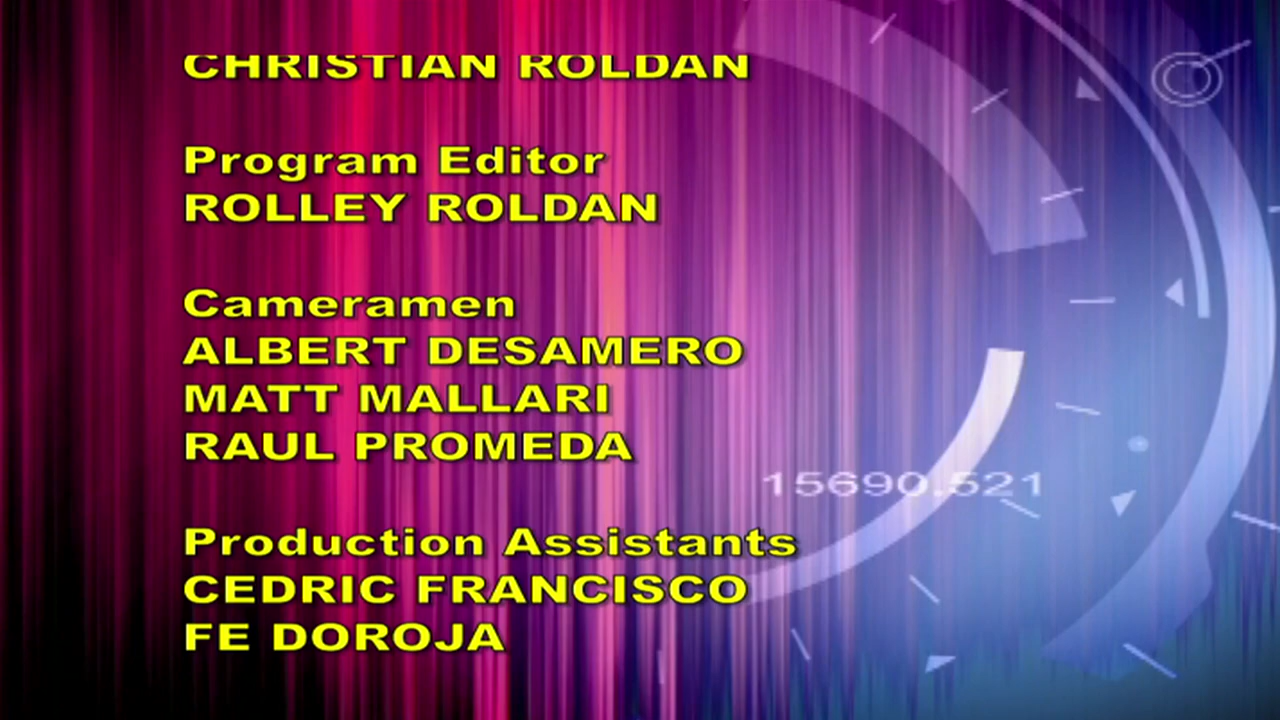 CHRISTIAN ROLDAN
Program Editor
ROLLEY ROLDAN
Cameramen
ALBERT DESAMERO
MATT MALLARI
RAUL PROMEDA
15690.521
Production Assistants
CEDRIC FRANCISCO
FE DOROJA